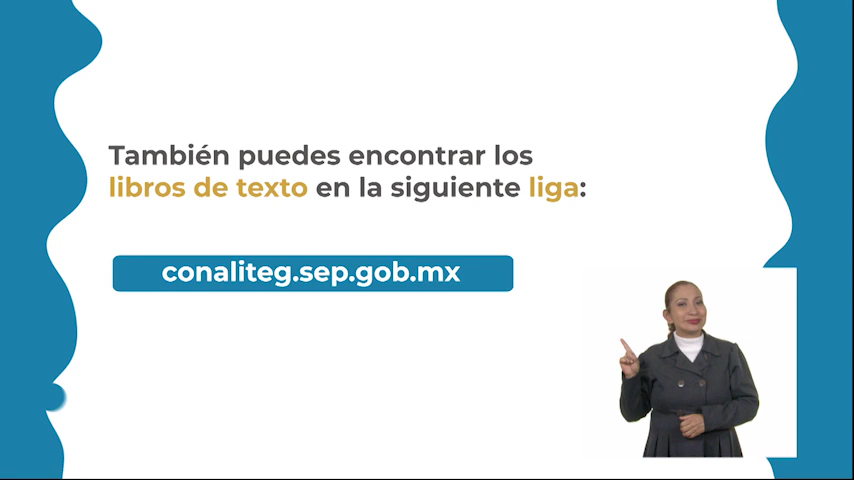 También puedes encontrar los
libros de texto en la siguiente liga:
conaliteg.sep.gob.mx